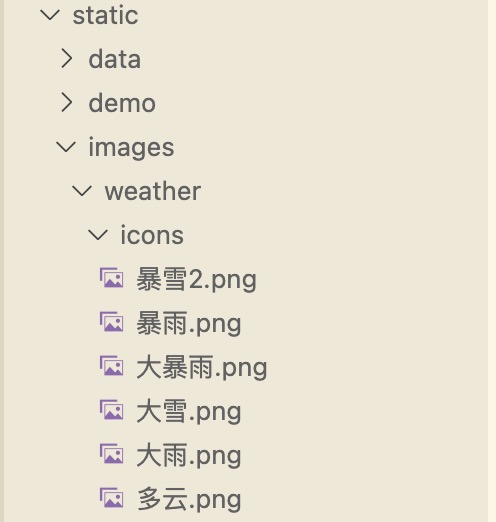 static
data
demo
images
weather
icons
暴雪2.png
暴雨.png
大暴雨.png
大雪.png
大雨.png
多云.png